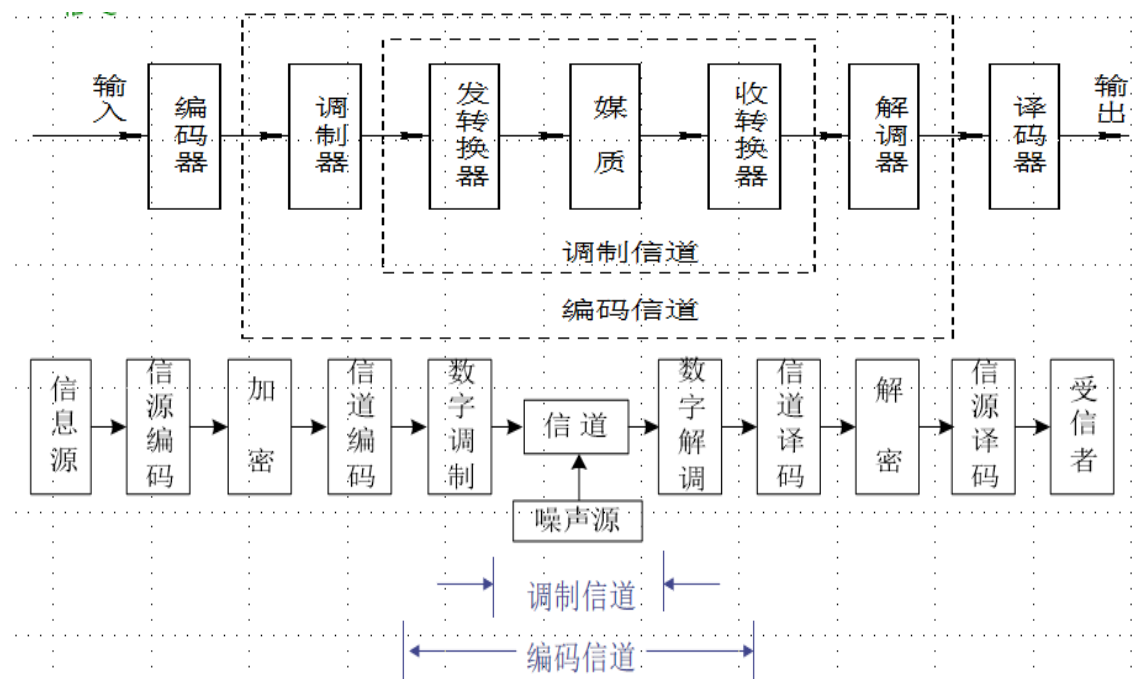 输入
编码器
调制器
发转换器
媒质
收转换器
解调器
译码器
输出
调制信道
编码信道
信息源
信源编码
加密
信道编码
数字调制
信道
数字解调
信道译码
解密
信源译码
受信者
噪声源
调制信道
编码信道